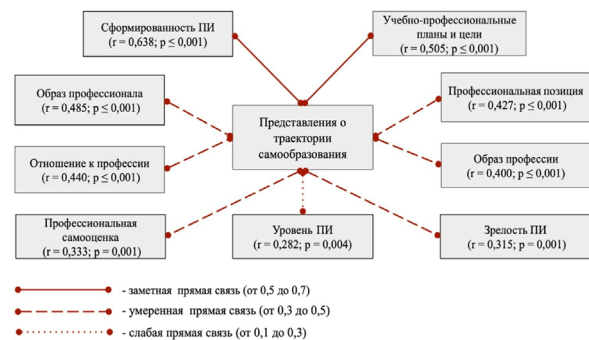 Сформированность ПИ
(r = 0,638; p ≤ 0,001)
Учебно-профессиональные
планы и цели
(r = 0,505; p ≤ 0,001)
Образ профессионала
(r = 0,485; p ≤ 0,001)
Профессиональная позиция
(r = 0,427; p ≤ 0,001)
Представления о
траектории
самообразования
Отношение к профессии
(r = 0,440; p ≤ 0,001)
Образ профессии
(r = 0,400; p ≤ 0,001)
Профессиональная
самооценка
(r = 0,333; p = 0,001)
Уровень ПИ
(r = 0,282; p = 0,004)
Зрелость ПИ
(r = 0,315; p = 0,001)
- заметная прямая связь (от 0,5 до 0,7)
- умеренная прямая связь (от 0,3 до 0,5)
- слабая прямая связь (от 0,1 до 0,3)